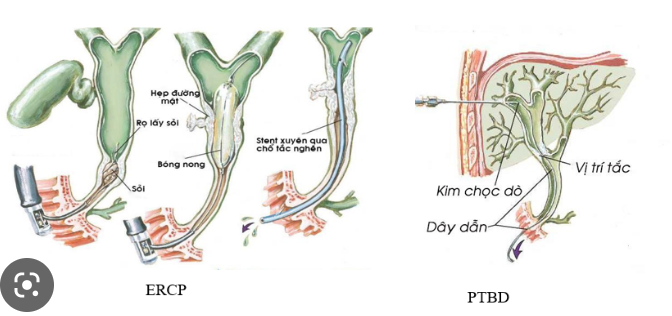 Rọ lấy sỏi
Sỏi
Hẹp đường
mật
Bóng nong
Stent xuyên qua
chỗ tắc nghẽn
ERCP
Kim chọc dò
Vị trí tắc
Dây dẫn
PTBD